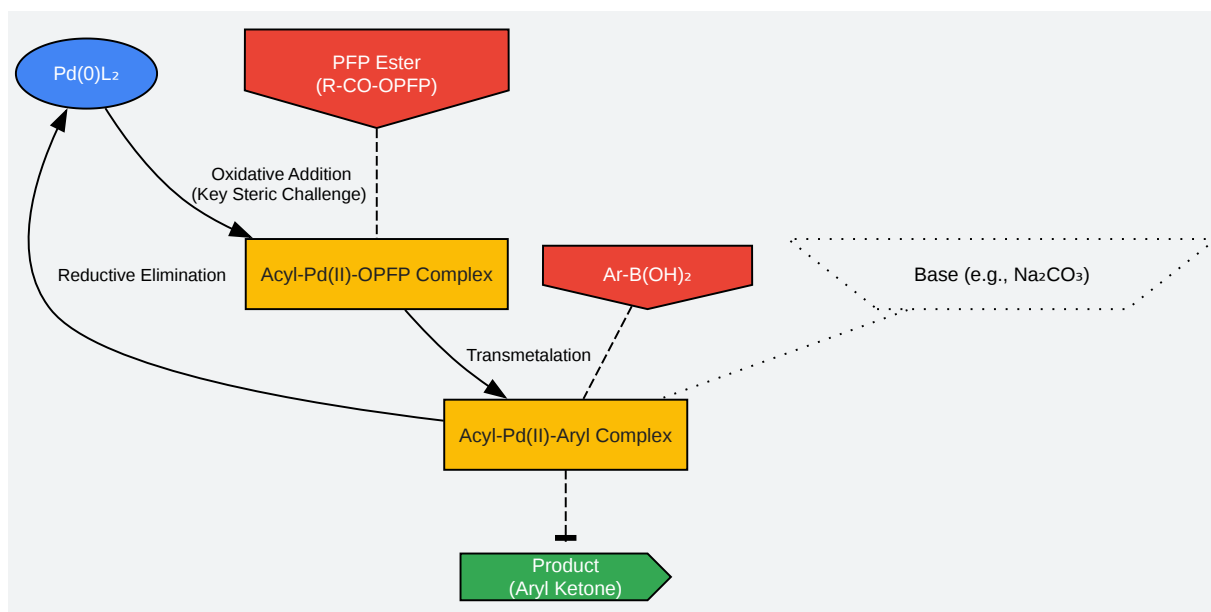 Pd(0)L₂
PFP Ester
(R-CO-OPFP)
Oxidative Addition
(Key Steric Challenge)
Reductive Elimination
Acyl-Pd(II)-OPFP Complex
Ar-B(OH)₂
Base (e.g., Na₂CO₃)
Transmetalation
Acyl-Pd(II)-Aryl Complex
Product
(Aryl Ketone)